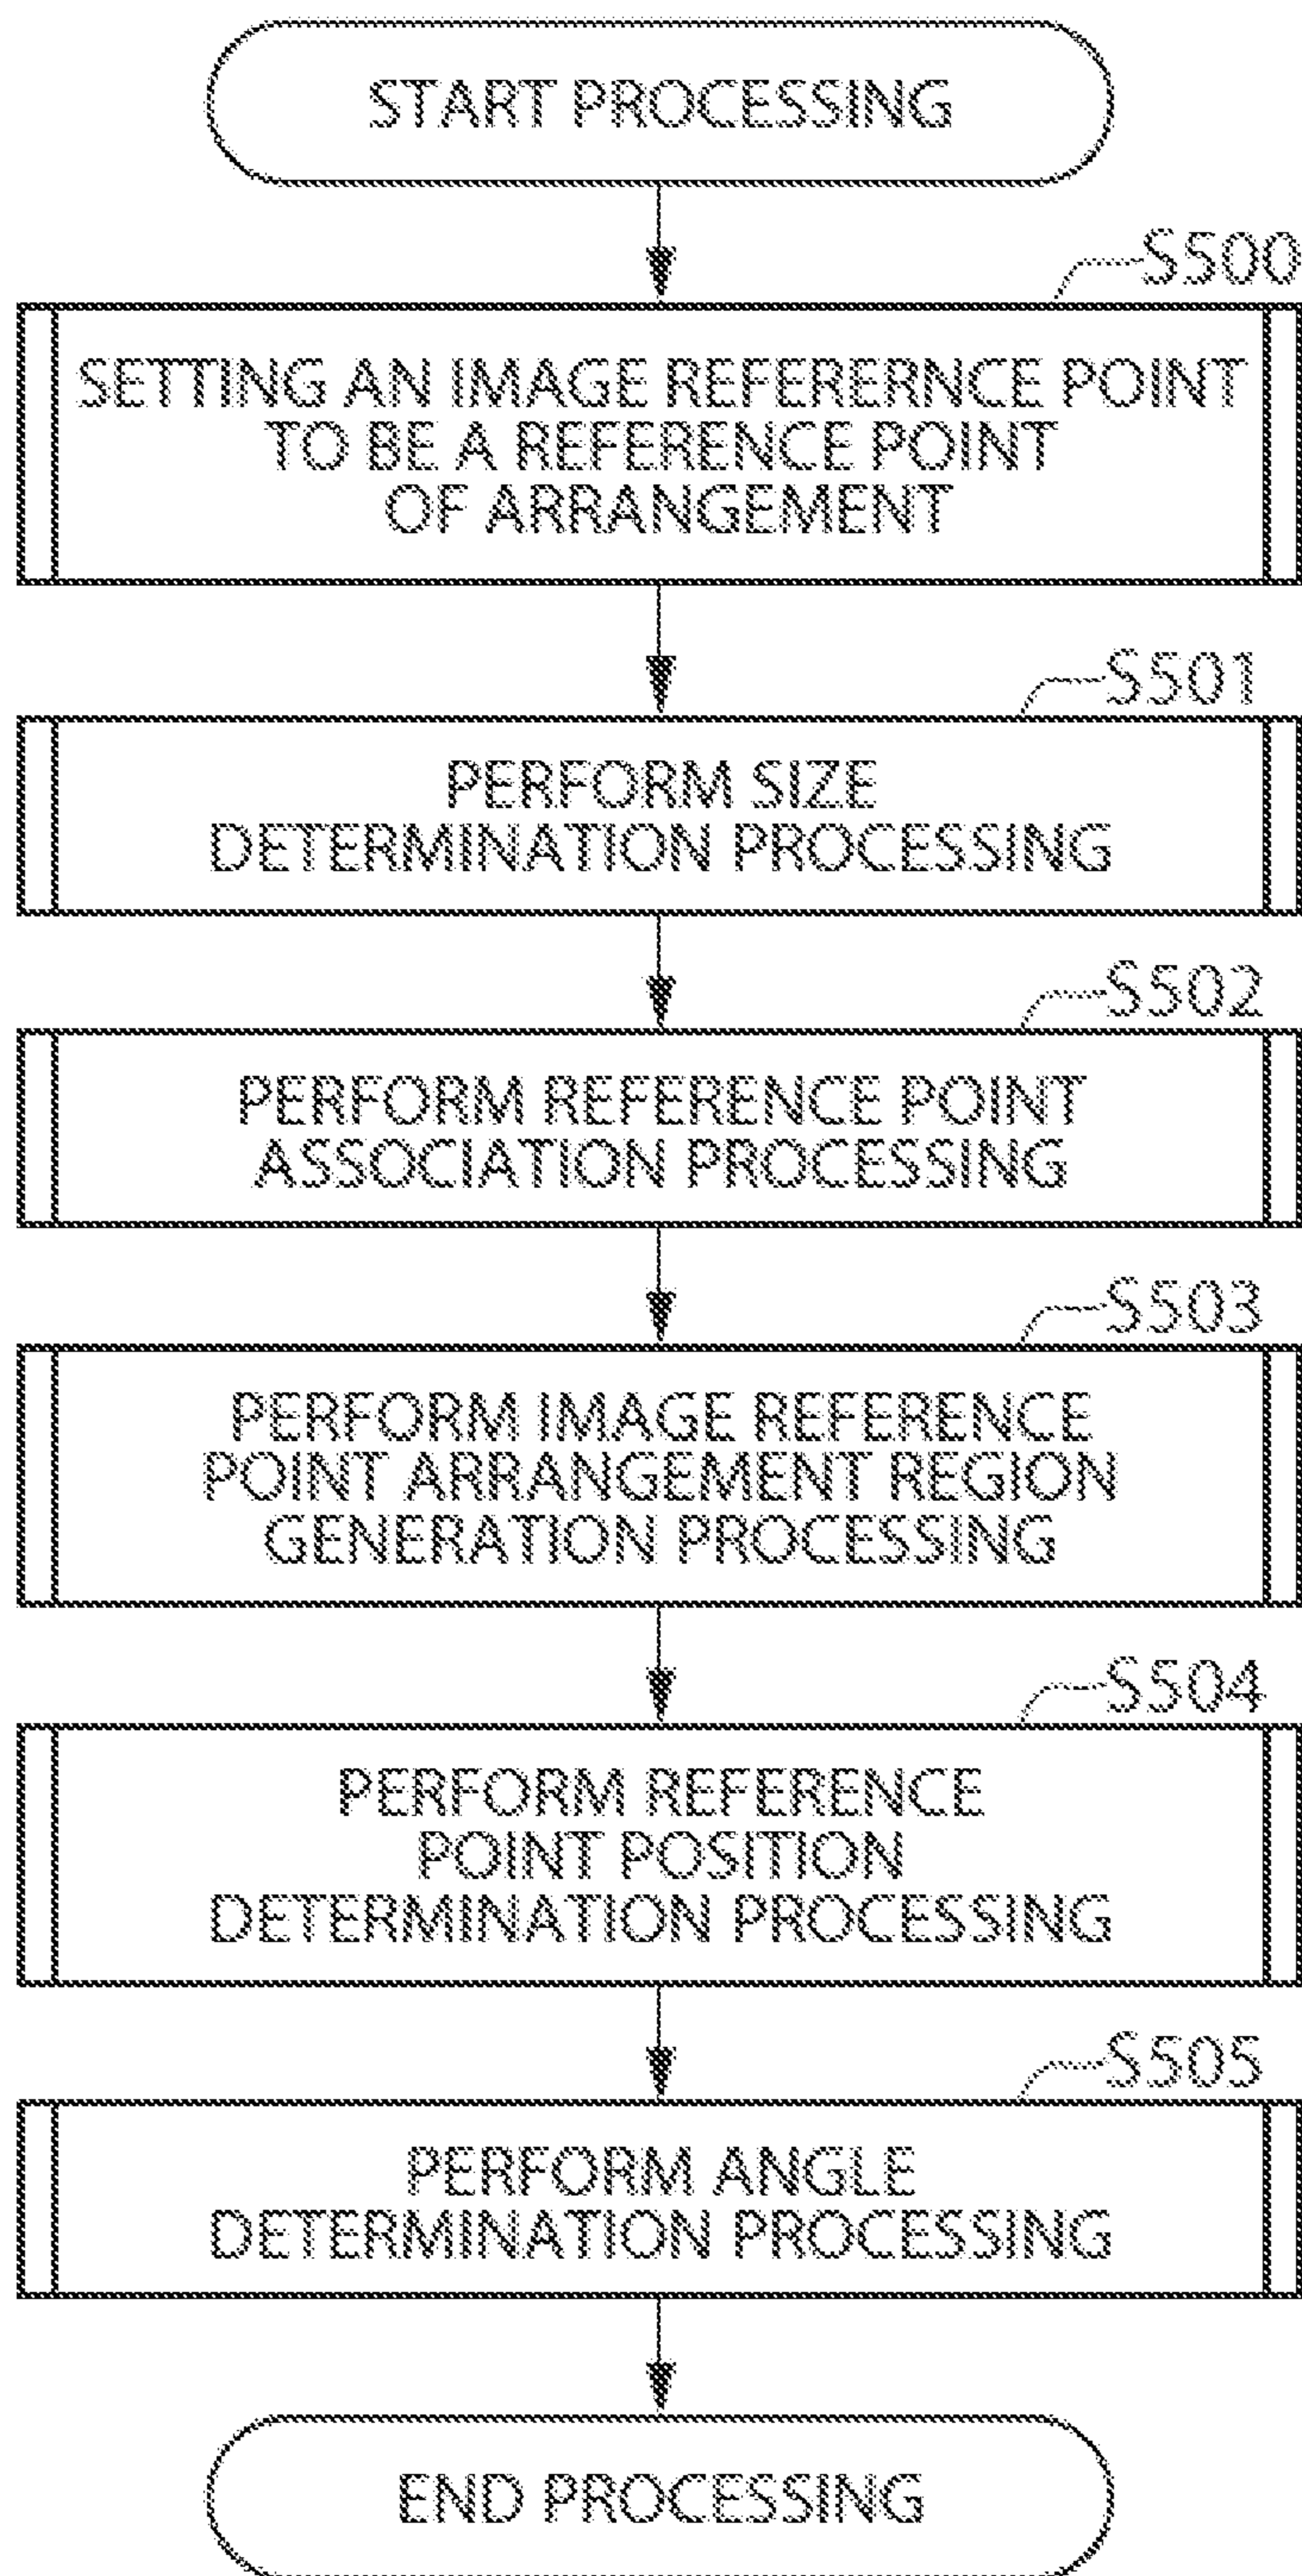 START PROCESSING
S500
SETTING AN IMAGE REFERERNCE POINT
TO BE A REFERENCE POINT
OF ARRANGEMENT
S501
PERFORM SIZE
DETERMINATION PROCESSING
S502
PERFORM REFERENCE POINT
ASSOCIATION PROCESSING
S503
PERFORM IMAGE REFERENCE
POINT ARRANGEMENT REGION
GENERATION PROCESSING
S504
PERFORM REFERENCE
POINT POSITION
DETERMINATION PROCESSING
S505
PERFORM ANGLE
DETERMINATION PROCESSING
END PROCESSING